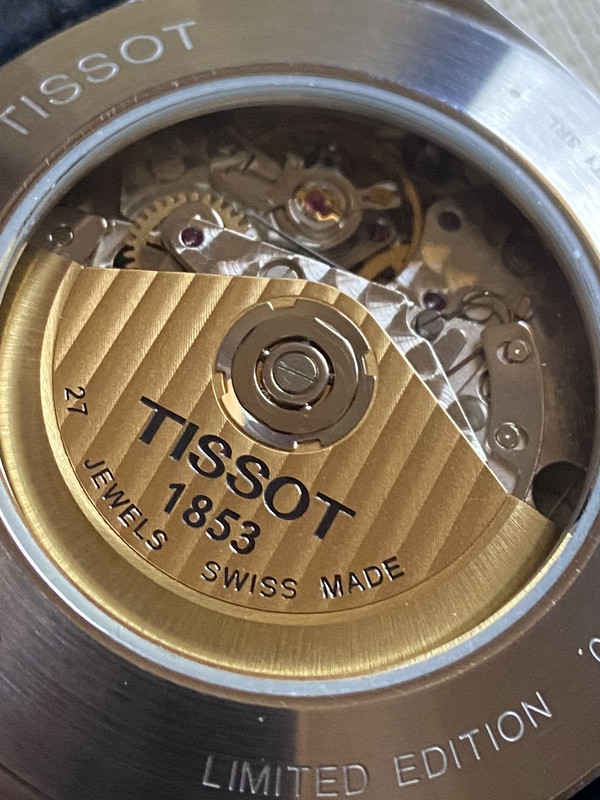 TISSOT
TISSOT
1853
27 JEWELS SWISS MADE
LIMITED EDITION